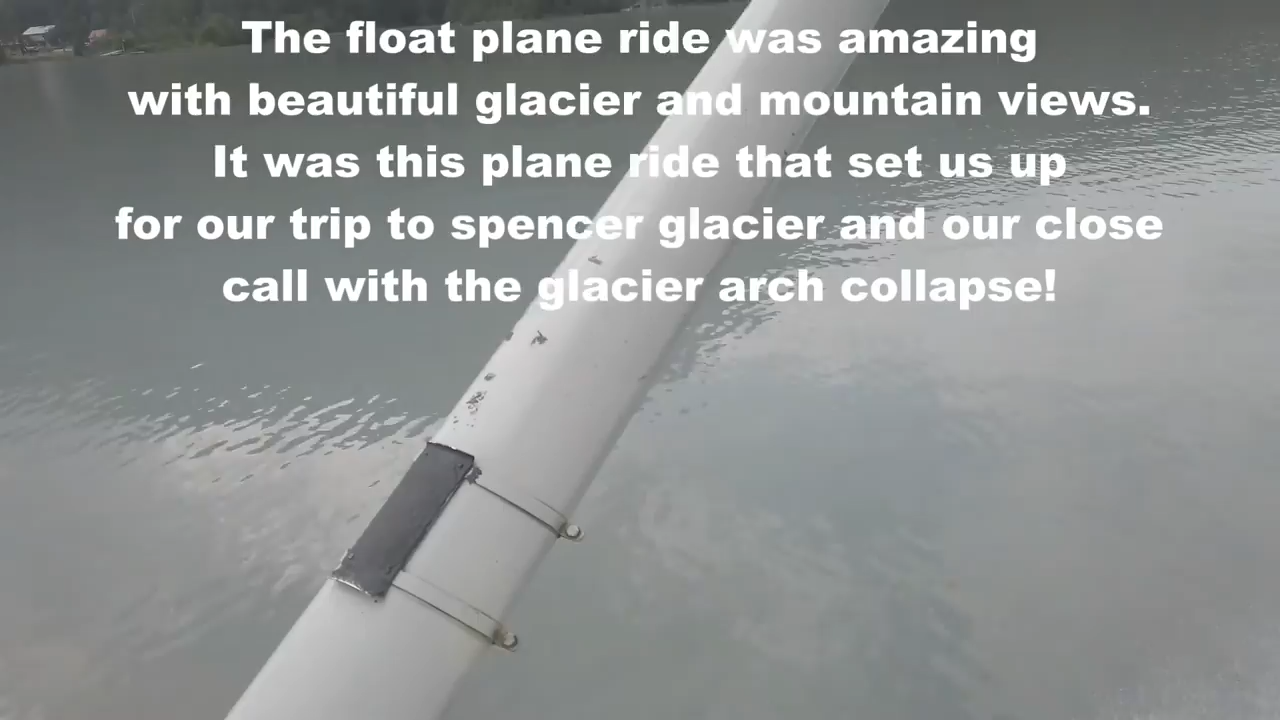 The float plane ride was amazing
with beautiful glacier and mountain views.
It was this plane ride that set us up
for our trip to spencer glacier and our close
call with the glacier arch collapse!